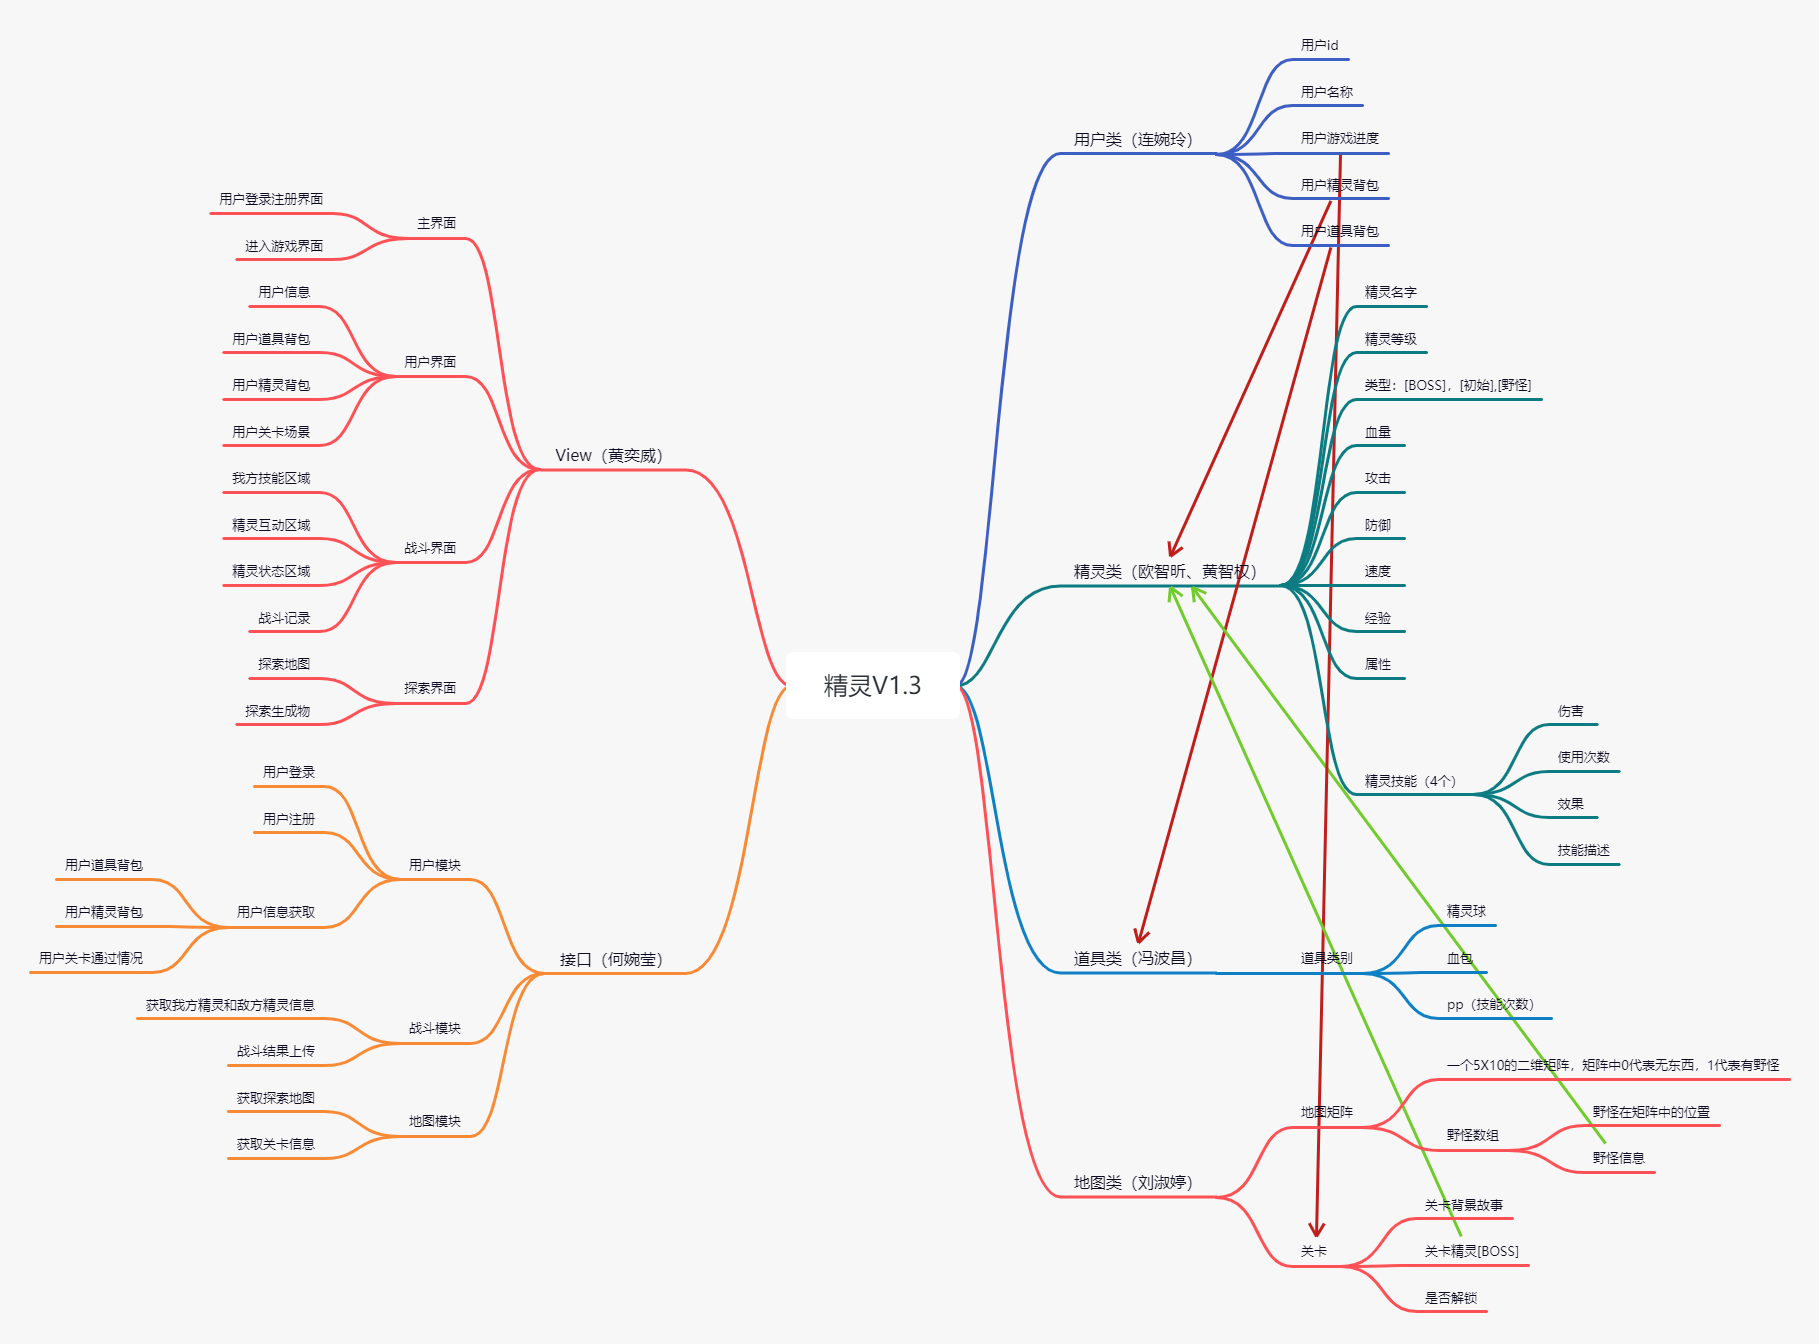 精灵V1.3
View（黄奕威）
主界面
用户登录注册界面
进入游戏界面
用户界面
用户信息
用户道具背包
用户精灵背包
用户关卡场景
战斗界面
我方技能区域
精灵互动区域
精灵状态区域
战斗记录
探索界面
探索地图
探索生成物
接口（何婉莹）
用户模块
用户登录
用户注册
用户信息获取
用户道具背包
用户精灵背包
用户关卡通过情况
战斗模块
获取我方精灵和敌方精灵信息
战斗结果上传
地图模块
获取探索地图
获取关卡信息
用户类（连婉玲）
用户id
用户名称
用户游戏进度
用户精灵背包
用户道具背包
精灵类（欧智昕、黄智权）
精灵名字
精灵等级
类型：[BOSS]，[初始],[野怪]
血量
攻击
防御
速度
经验
属性
精灵技能（4个）
伤害
使用次数
效果
技能描述
道具类（冯波昌）
道具类别
精灵球
血包
pp（技能次数）
地图类（刘淑婷）
地图矩阵
一个5X10的二维矩阵，矩阵中0代表无东西，1代表有野怪
野怪数组
野怪在矩阵中的位置
野怪信息
关卡
关卡背景故事
关卡精灵[BOSS]
是否解锁